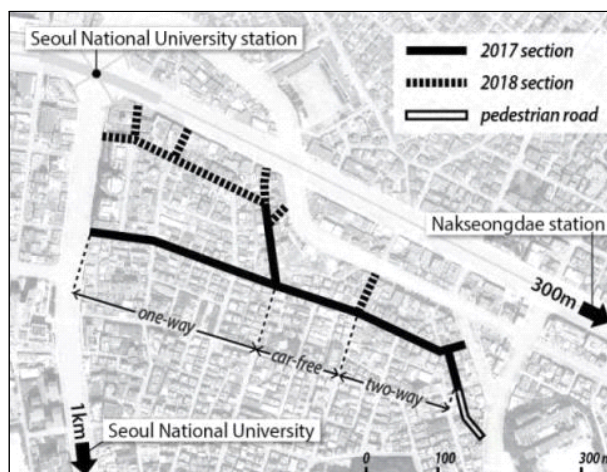 Seoul National University station
2017 section
2018 section
pedestrian road
Nakseongdae station
300m
one-way
car-free
two-way
1km
Seoul National University
0 100 300 m